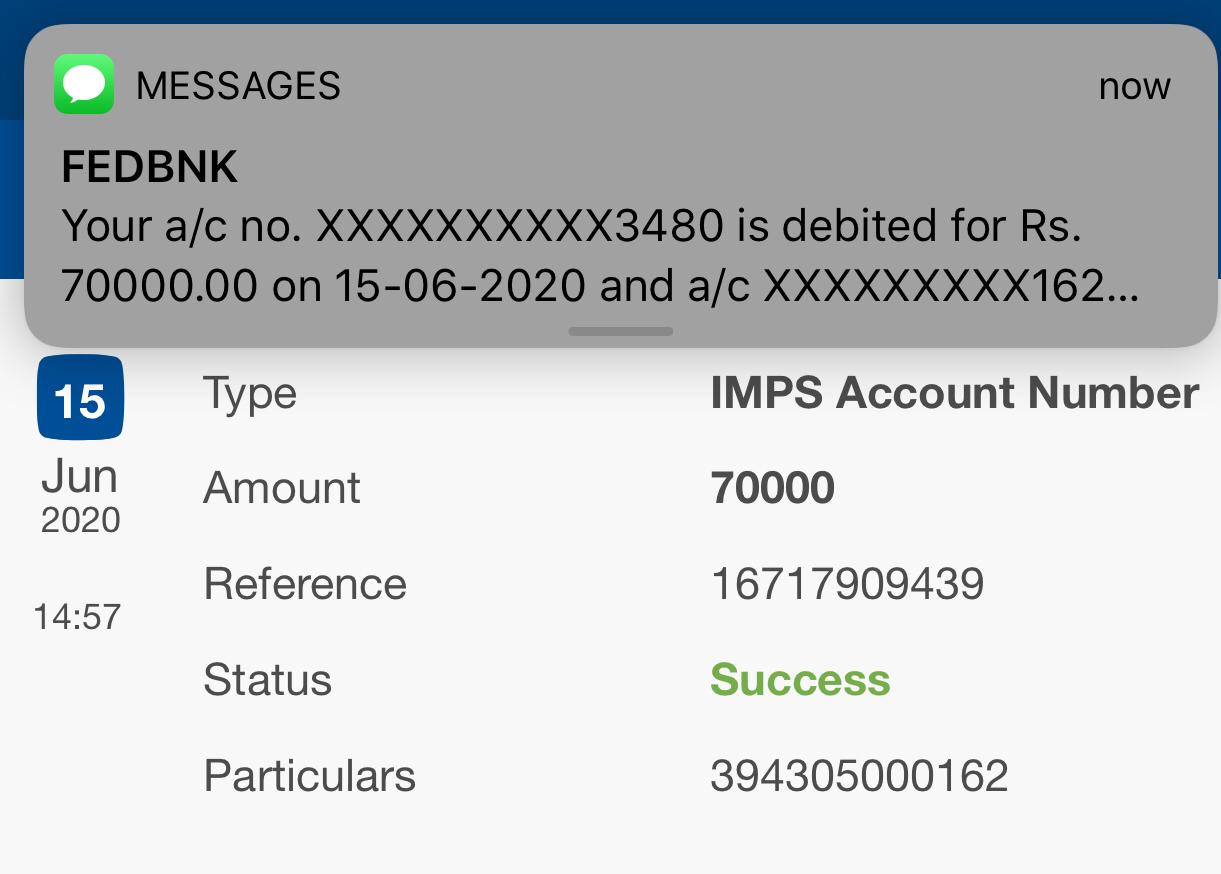 MESSAGES now
FEDBNK
Your a/c no. XXXXXXXXXX3480 is debited for Rs.
70000.00 on 15-06-2020 and a/c XXXXXXXXX162...
15 Type IMPS Account Number
Jun
Amount 70000
2020
Reference 16717909439
14:57
Status Success
Particulars 394305000162